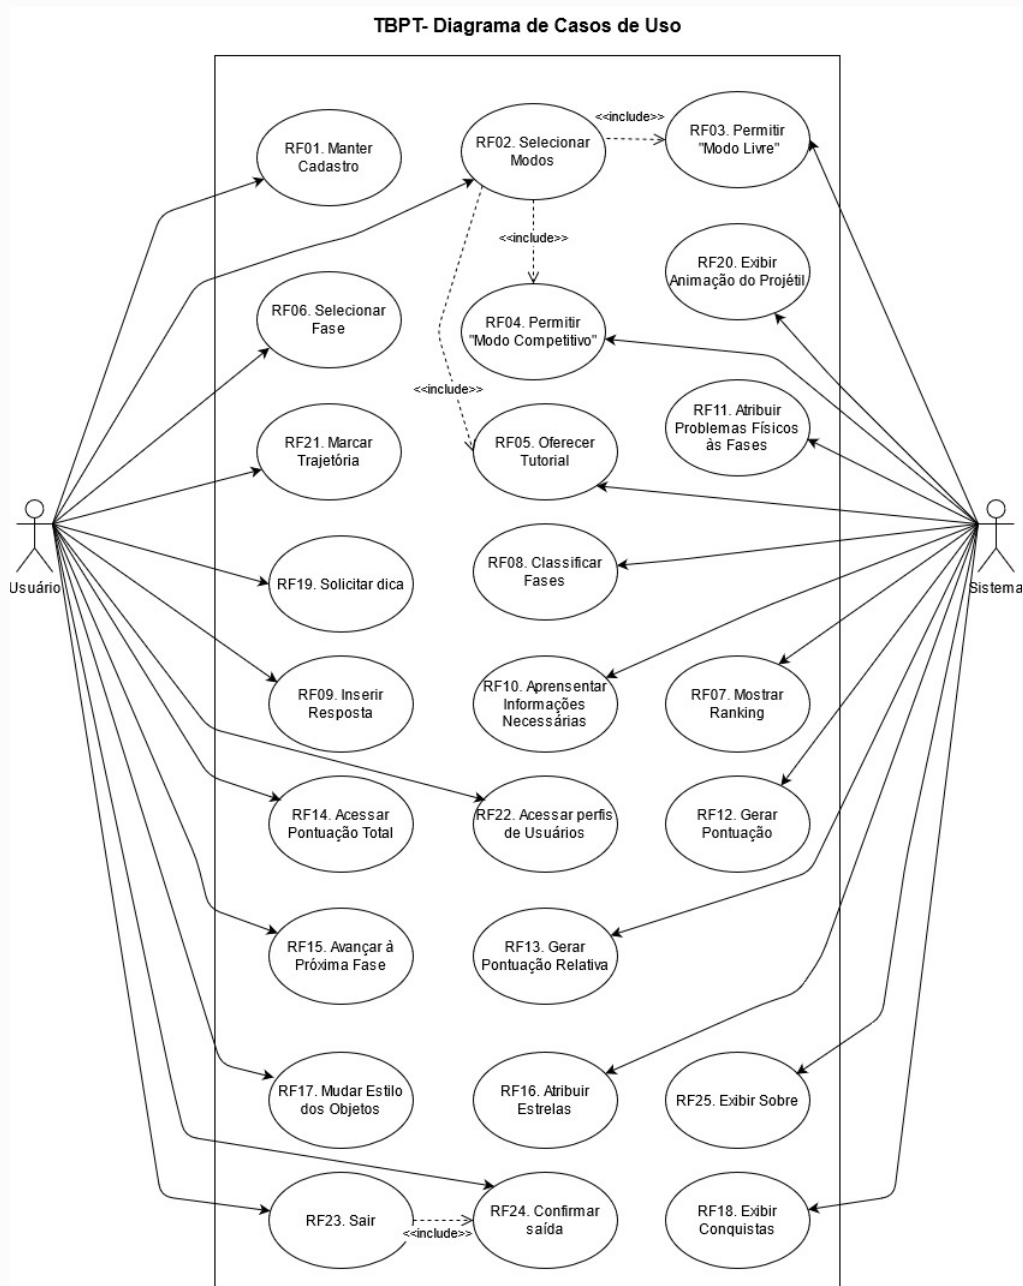 TBPT- Diagrama de Casos de Uso
RF01. Manter
Cadastro
RF02. Selecionar
Modos
<<include>>
RF03. Permitir
"Modo Livre"
<<include>>
RF20. Exibir
Animação do Projétil
RF06. Selecionar
Fase
RF04. Permitir
"Modo Competitivo"
<<include>>
RF11. Atribuir
Problemas Físicos
às Fases
RF21. Marcar
Trajetória
RF05. Oferecer
Tutorial
Usuário
Sistema
RF19. Solicitar dica
RF08. Classificar
Fases
RF09. Inserir
Resposta
RF10. Aprensentar
Informações
Necessárias
RF07. Mostrar
Ranking
RF14. Acessar
Pontuação Total
RF22. Acessar perfis
de Usuários
RF12. Gerar
Pontuação
RF15. Avançar à
Próxima Fase
RF13. Gerar
Pontuação Relativa
RF17. Mudar Estilo
dos Objetos
RF16. Atribuir
Estrelas
RF25. Exibir Sobre
RF23. Sair
<<include>>
RF24. Confirmar
saída
RF18. Exibir
Conquistas